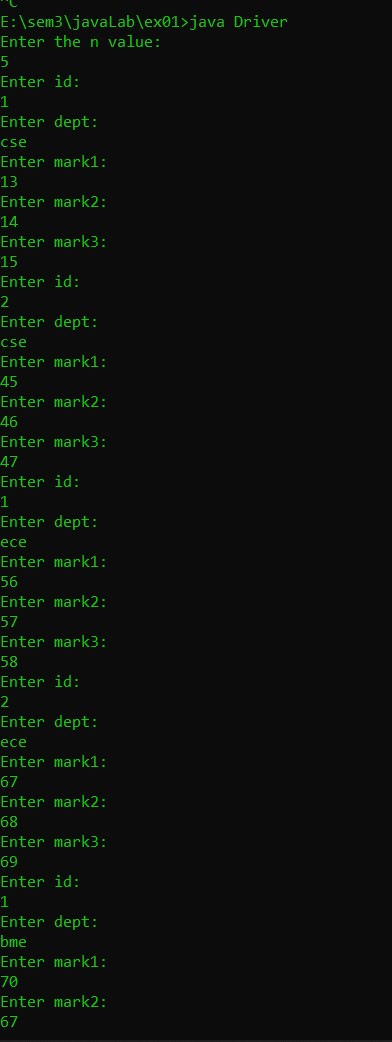 ^C
E:\sem3\javaLab\ex01>java Driver
Enter the n value:
5
Enter id:
1
Enter dept:
cse
Enter mark1:
13
Enter mark2:
14
Enter mark3:
15
Enter id:
2
Enter dept:
cse
Enter mark1:
45
Enter mark2:
46
Enter mark3:
47
Enter id:
1
Enter dept:
ece
Enter mark1:
56
Enter mark2:
57
Enter mark3:
58
Enter id:
2
Enter dept:
ece
Enter mark1:
67
Enter mark2:
68
Enter mark3:
69
Enter id:
1
Enter dept:
bme
Enter mark1:
70
Enter mark2:
67